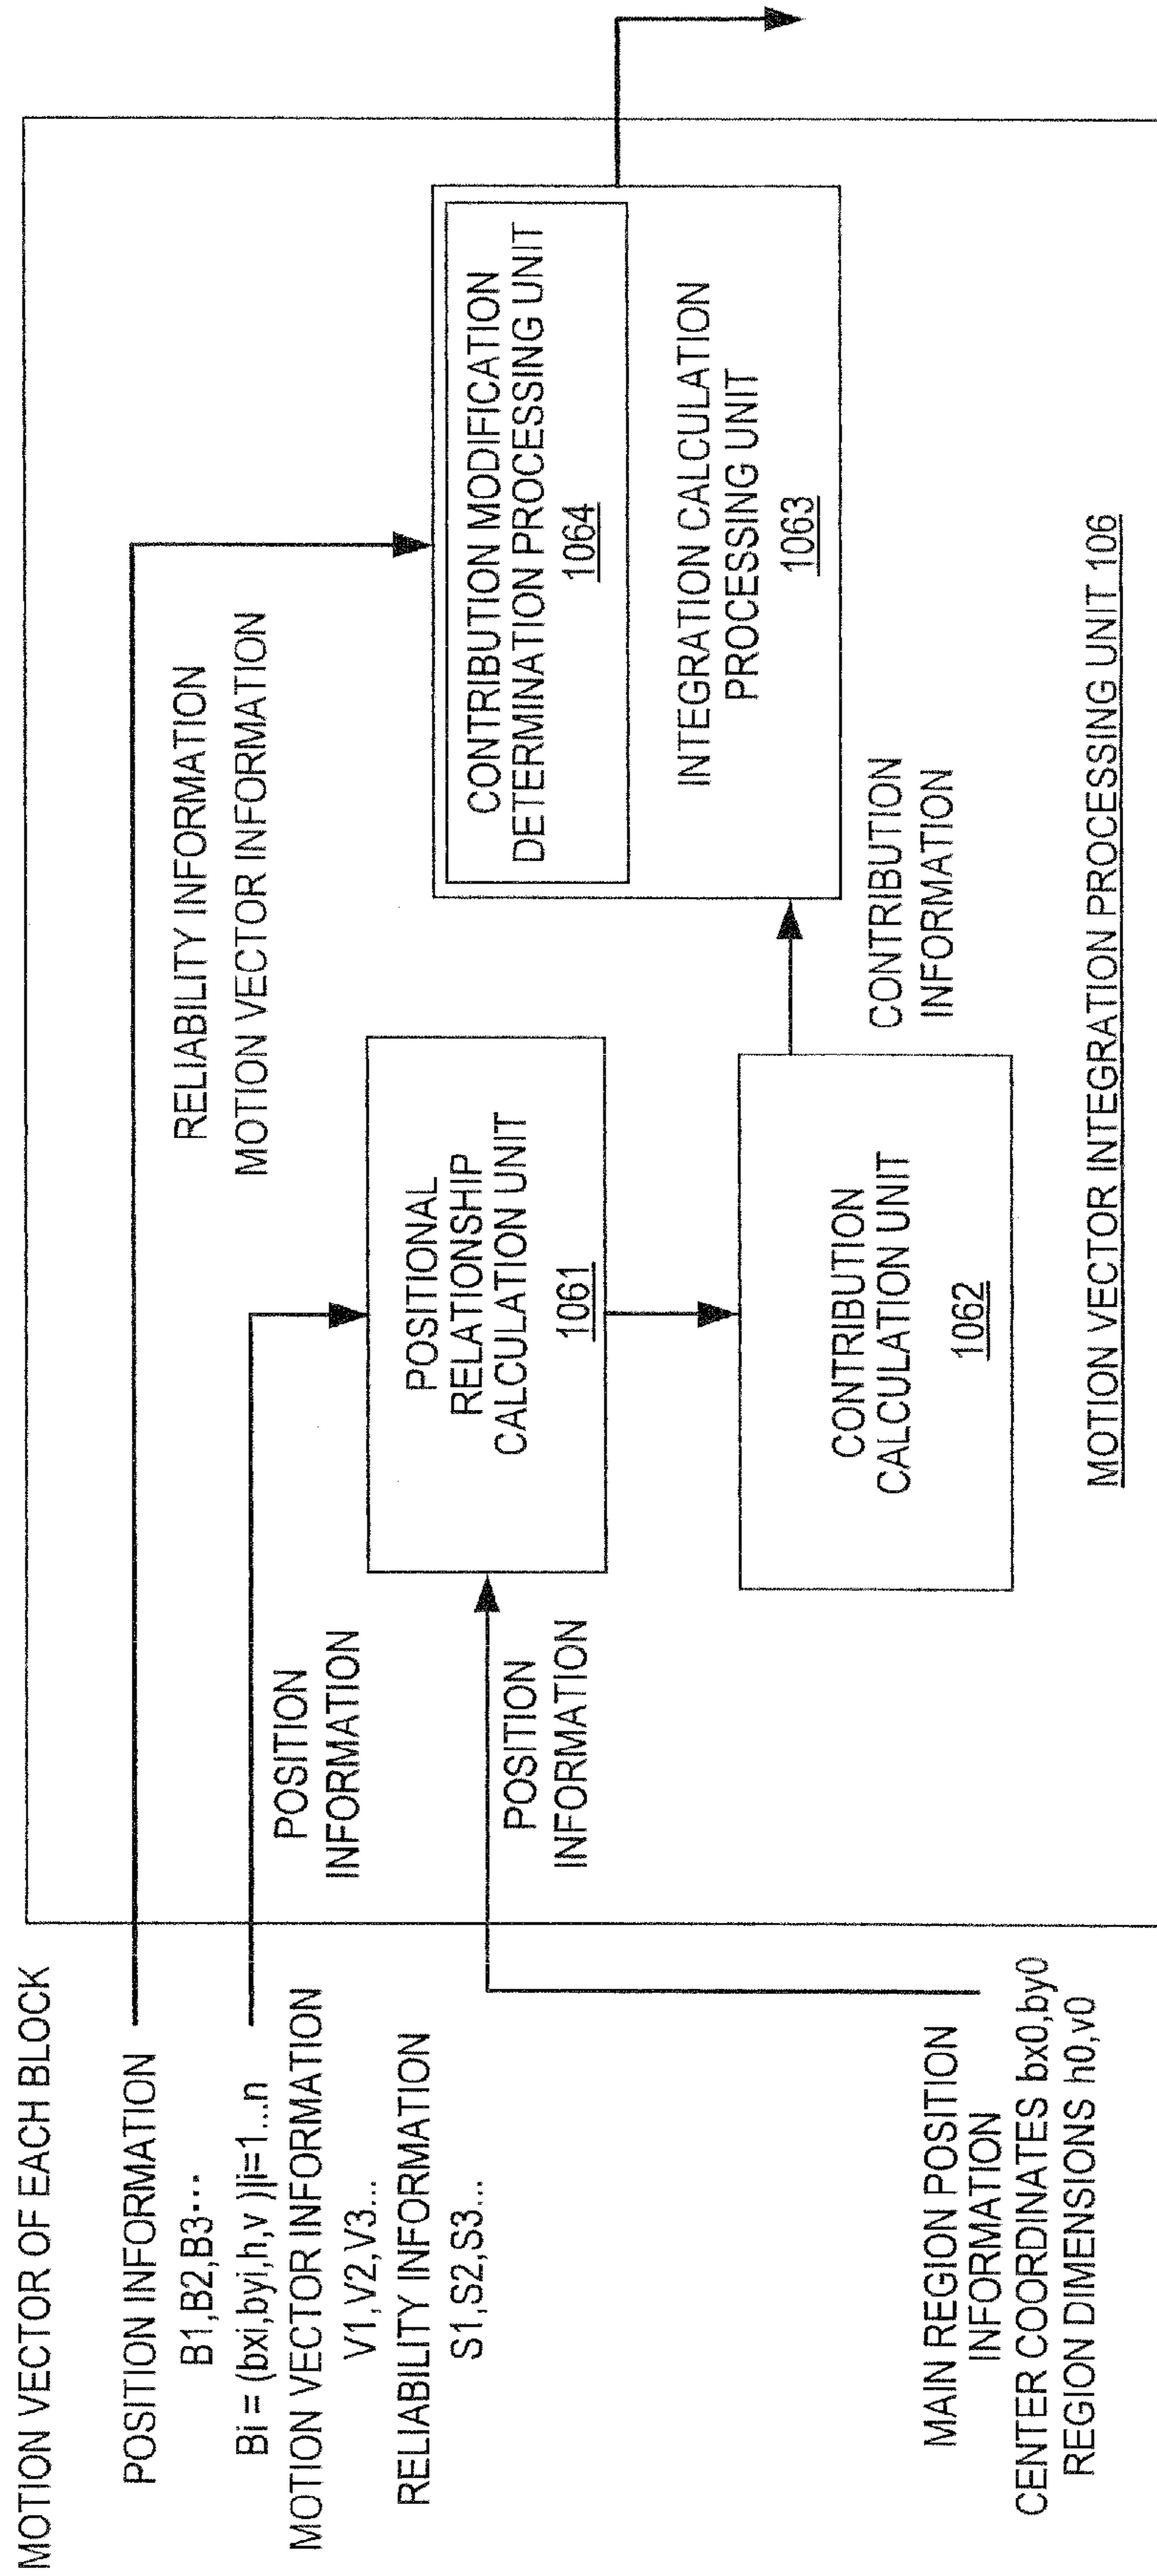 MOTION VECTOR OF EACH BLOCK
POSITION INFORMATION
B1,B2,B3...
Bi = (bxi,byi,h,v )|i=1...n
MOTION VECTOR INFORMATION
V1,V2,V3...
RELIABILITY INFORMATION
S1,S2,S3...
MAIN REGION POSITION
INFORMATION
CENTER COORDINATES bx0,by0
REGION DIMENSIONS h0,v0
RELIABILITY INFORMATION
MOTION VECTOR INFORMATION
POSITION
INFORMATION
POSITION
INFORMATION
POSITIONAL
RELATIONSHIP
CALCULATION UNIT
1061
CONTRIBUTION
CALCULATION UNIT
1062
CONTRIBUTION
INFORMATION
CONTRIBUTION MODIFICATION
DETERMINATION PROCESSING UNIT
1064
INTEGRATION CALCULATION
PROCESSING UNIT
1063
MOTION VECTOR INTEGRATION PROCESSING UNIT 106